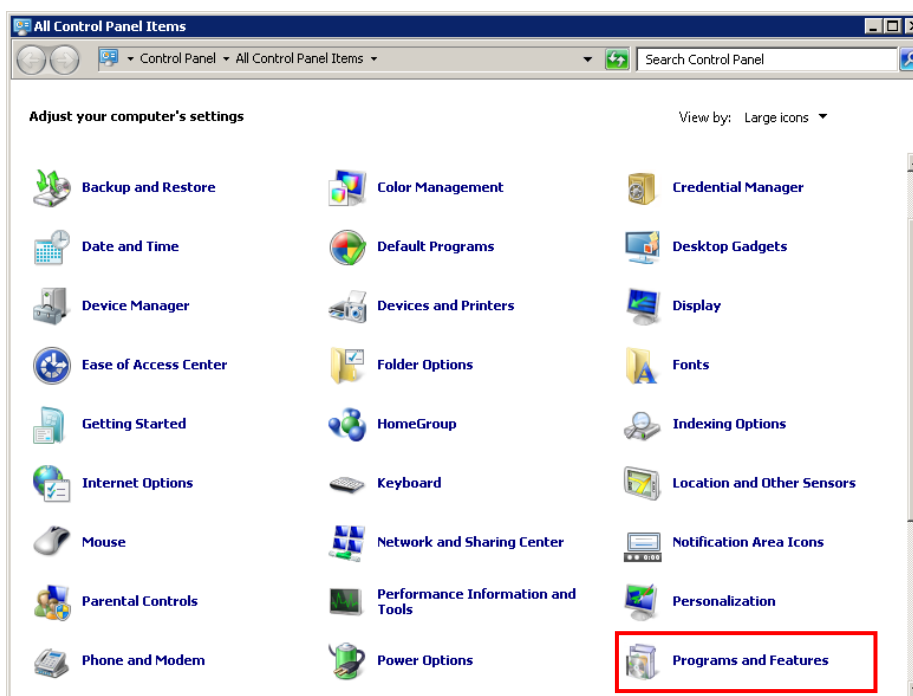 All Control Panel Items
Control Panel All Control Panel Items
Search Control Panel
Adjust your computer's settings
View by: Large icons
Backup and Restore
Color Management
Credential Manager
Date and Time
Default Programs
Desktop Gadgets
Device Manager
Devices and Printers
Display
Ease of Access Center
Folder Options
Fonts
Getting Started
HomeGroup
Indexing Options
Internet Options
Keyboard
Location and Other Sensors
Mouse
Network and Sharing Center
Notification Area Icons
Parental Controls
Performance Information and
Tools
Personalization
Phone and Modem
Power Options
Programs and Features